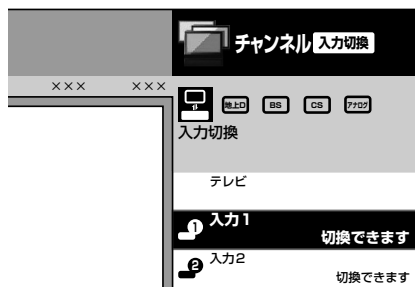 チャンネル 入力切換
××× ×××
地上D BS CS アナログ
入力切換
テレビ
1 入力1
切換できます
2 入力2
切換できます